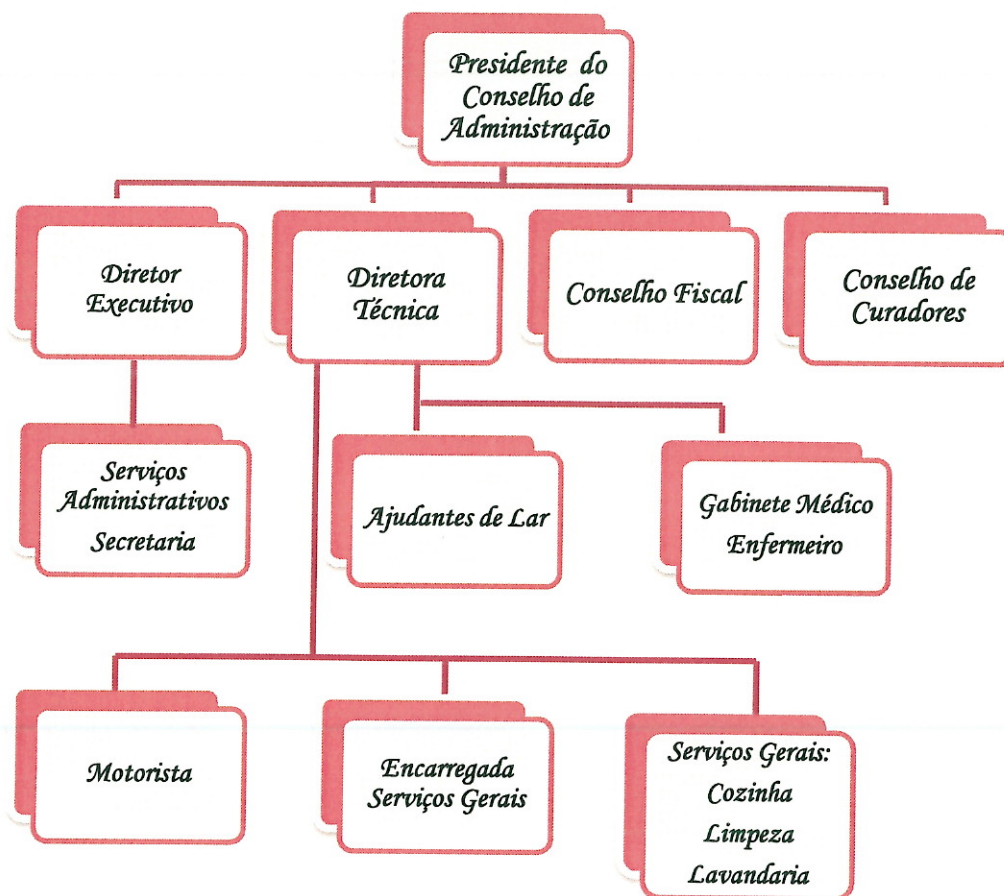 Presidente do
Conselho de
Administração
Diretor
Executivo
Diretora
Técnica
Conselho Fiscal
Conselho de
Curadores
Serviços
Administrativos
Secretaria
Ajudantes de Lar
Gabinete Médico
Enfermeiro
Motorista
Encarregada
Serviços Gerais
Serviços Gerais:
Cozinha
Limpeza
Lavandaria